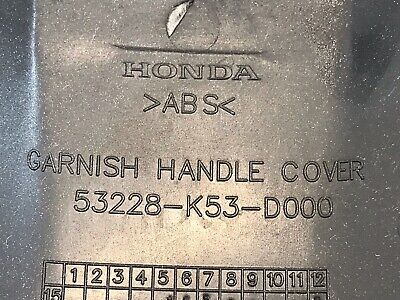 HONDA
>ABS<
GARNISH HANDLE COVER
53228-K53-D000
1 2 3 4 5 6 7 8 9 10 11 12
15